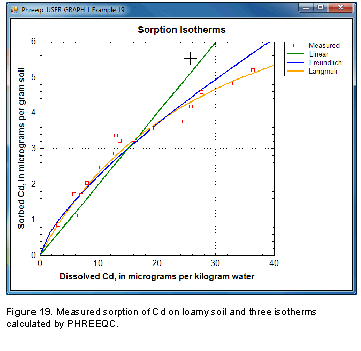 Phreeqc USER GRAPH 1 Example 19
Sorption Isotherms
Measured
Linear
Freundlich
Langmuir
Sorbed Cd, in micrograms per gram soil
6
5
4
3
2
1
0
0 10 20 30 40
Dissolved Cd, in micrograms per kilogram water
Figure 19. Measured sorption of Cd on loamy soil and three isotherms
calculated by PHREEQC.